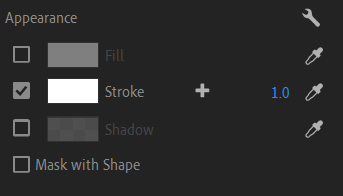 Appearance
Fill
Stroke 1.0
Shadow
Mask with Shape